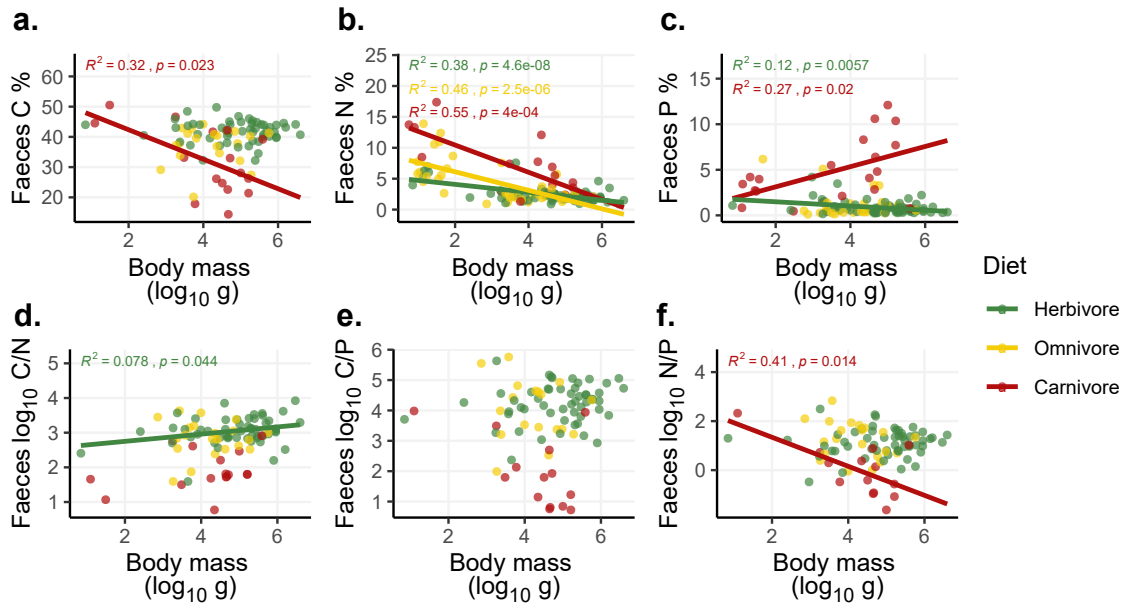 a.
R² = 0.32 , p = 0.023
Faeces C %
60
50
40
30
20
2 4 6
Body mass
(log₁₀ g)
b.
R² = 0.38 , p = 4.6e-08
R² = 0.46 , p = 2.5e-06
R² = 0.55 , p = 4e-04
Faeces N %
25
20
15
10
5
0
2 4 6
Body mass
(log₁₀ g)
c.
R² = 0.12 , p = 0.0057
R² = 0.27 , p = 0.02
Faeces P %
15
10
5
0
2 4 6
Body mass
(log₁₀ g)
d.
R² = 0.078 , p = 0.044
Faeces log₁₀ C/N
5
4
3
2
1
2 4 6
Body mass
(log₁₀ g)
e.
Faeces log₁₀ C/P
6
5
4
3
2
1
2 4 6
Body mass
(log₁₀ g)
f.
R² = 0.41 , p = 0.014
Faeces log₁₀ N/P
4
2
0
2 4 6
Body mass
(log₁₀ g)
Diet
Herbivore
Omnivore
Carnivore